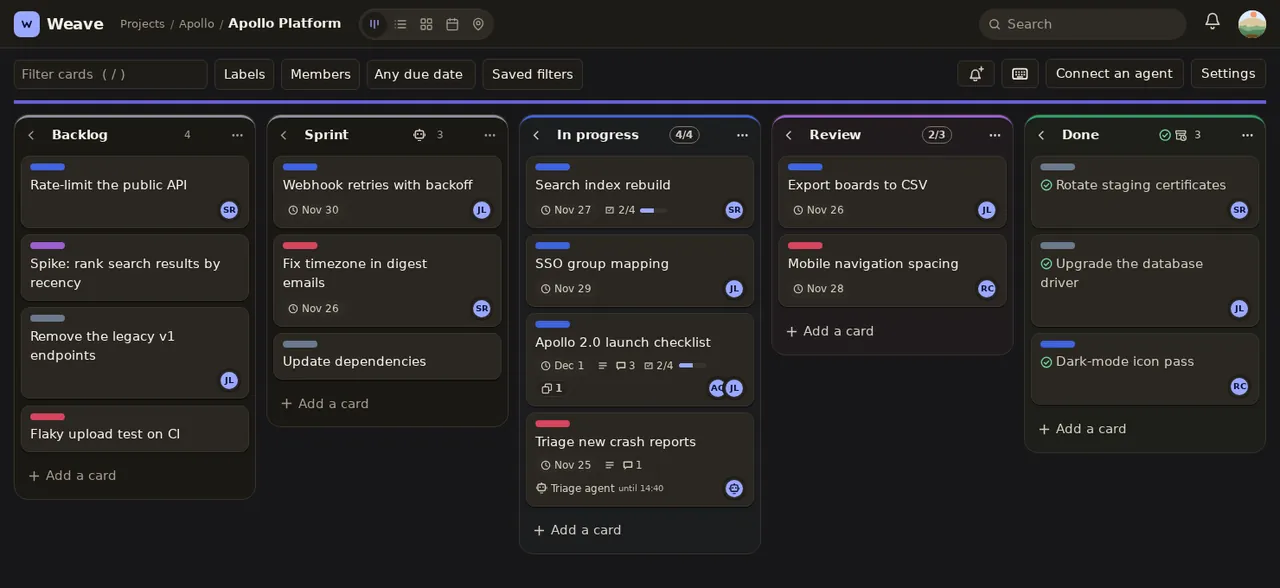 W Weave Projects / Apollo / Apollo Platform Search
Filter cards ( / ) Labels Members Any due date Saved filters Connect an agent Settings
Backlog 4
Rate-limit the public API
SR
Spike: rank search results by
recency
Remove the legacy v1
endpoints
JL
Flaky upload test on CI
+ Add a card
Sprint 3
Webhook retries with backoff
Nov 30 JL
Fix timezone in digest
emails
Nov 26 SR
Update dependencies
+ Add a card
In progress 4/4
Search index rebuild
Nov 27 2/4 SR
SSO group mapping
Nov 29 JL
Apollo 2.0 launch checklist
Dec 1 3 2/4
1 JL
Triage new crash reports
Nov 25 1
Triage agent until 14:40
+ Add a card
Review 2/3
Export boards to CSV
Nov 26 JL
Mobile navigation spacing
Nov 28 RC
+ Add a card
Done 3
Rotate staging certificates
SR
Upgrade the database
driver
JL
Dark-mode icon pass
RC
+ Add a card